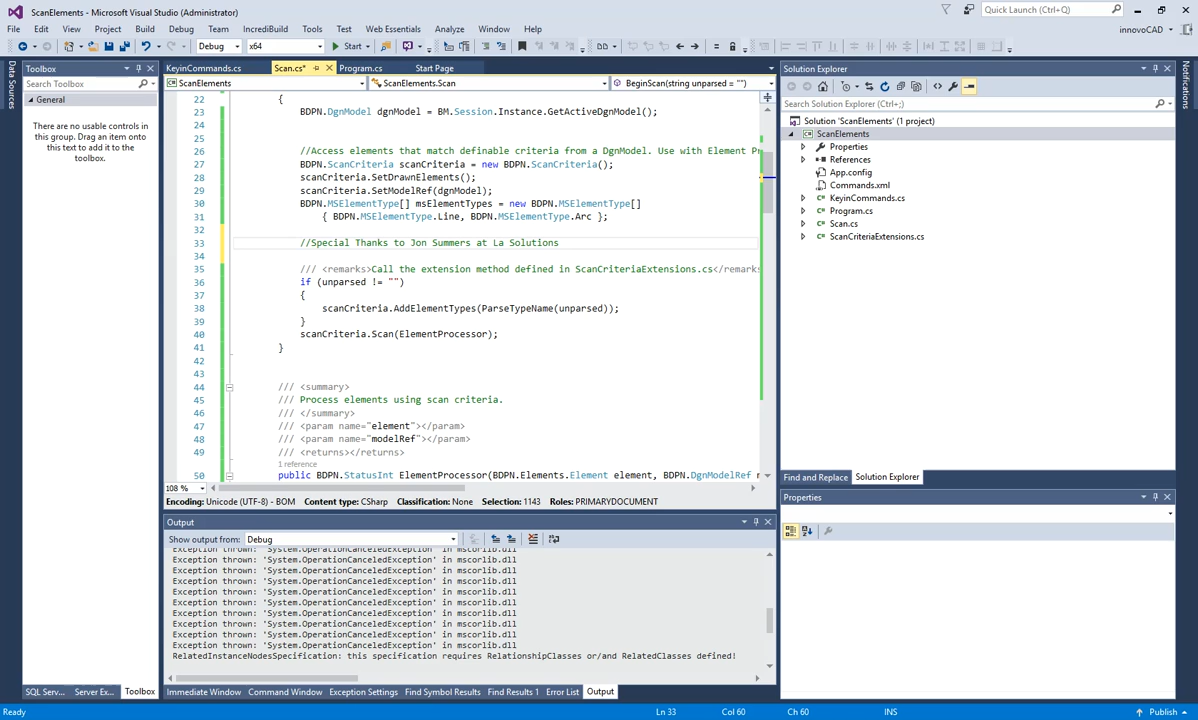 ScanElements - Microsoft Visual Studio (Administrator)
Quick Launch (Ctrl+Q)
File Edit View Project IncrediBuild Build Debug Team Tools Test Analyze Window Help
innovoCAD
Debug x64 Start
Data Sources
Toolbox
Search Toolbox
General
There are no usable controls in
this group. Drag an item onto
this text to add it to the
toolbox.
SQL Serv... Server Ex... Toolbox
KeyinCommands.cs Scan.cs* Program.cs Start Page
ScanElements ScanElements.Scan BeginScan(string unparsed = "")
22 {
23 BDPN.DgnModel dgnModel = BM.Session.Instance.GetActiveDgnModel();
24
25
26 //Access elements that match definable criteria from a DgnModel. Use with Element Pr
27 BDPN.ScanCriteria scanCriteria = new BDPN.ScanCriteria();
28 scanCriteria.SetDrawnElements();
29 scanCriteria.SetModelRef(dgnModel);
30 BDPN.MSElementType[] msElementTypes = new BDPN.MSElementType[]
31 { BDPN.MSElementType.Line, BDPN.MSElementType.Arc };
32
33 //Special Thanks to Jon Summers at La Solutions
34
35 /// <remarks>Call the extension method defined in ScanCriteriaExtensions.cs</remarks
36 if (unparsed != "")
37 {
38 scanCriteria.AddElementTypes(ParseTypeName(unparsed));
39 }
40 scanCriteria.Scan(ElementProcessor);
41 }
42
43
44 /// <summary>
45 /// Process elements using scan criteria.
46 /// </summary>
47 /// <param name="element"></param>
48 /// <param name="modelRef"></param>
49 /// <returns></returns>
1 reference
50 public BDPN.StatusInt ElementProcessor(BDPN.Elements.Element element, BDPN.DgnModelRef m
108 %
Encoding: Unicode (UTF-8) - BOM Content type: CSharp Classification: None Selection: 1143 Roles: PRIMARYDOCUMENT
Output
Show output from: Debug
Exception thrown: 'System.OperationCanceledException' in mscorlib.dll
Exception thrown: 'System.OperationCanceledException' in mscorlib.dll
Exception thrown: 'System.OperationCanceledException' in mscorlib.dll
Exception thrown: 'System.OperationCanceledException' in mscorlib.dll
Exception thrown: 'System.OperationCanceledException' in mscorlib.dll
Exception thrown: 'System.OperationCanceledException' in mscorlib.dll
Exception thrown: 'System.OperationCanceledException' in mscorlib.dll
Exception thrown: 'System.OperationCanceledException' in mscorlib.dll
Exception thrown: 'System.OperationCanceledException' in mscorlib.dll
Exception thrown: 'System.OperationCanceledException' in mscorlib.dll
RelatedInstanceNodesSpecification: this specification requires RelationshipClasses or/and RelatedClasses defined!
Immediate Window Command Window Exception Settings Find Symbol Results Find Results 1 Error List Output
Solution Explorer
Search Solution Explorer (Ctrl+;)
Solution 'ScanElements' (1 project)
ScanElements
Properties
References
App.config
Commands.xml
KeyinCommands.cs
Program.cs
Scan.cs
ScanCriteriaExtensions.cs
Find and Replace Solution Explorer
Properties
Notifications
Ready Ln 33 Col 60 Ch 60 INS Publish